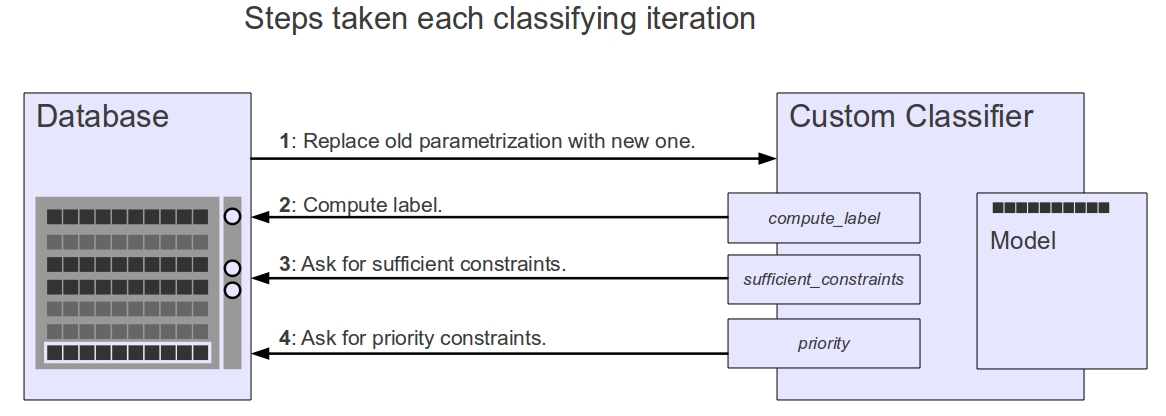 Steps taken each classifying iteration
Database
Custom Classifier
1: Replace old parametrization with new one.
2: Compute label.
compute_label
Model
3: Ask for sufficient constraints.
sufficient_constraints
4: Ask for priority constraints.
priority